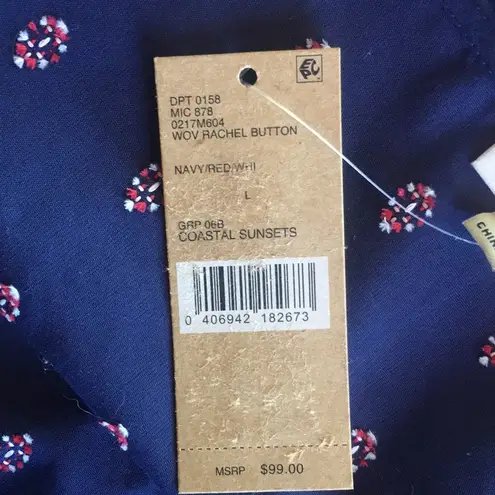 DPT 0158
MIC 878
0217M604
WOV RACHEL BUTTON
NAVY/RED/WHI
L
GRP 06B
COASTAL SUNSETS
0 406942 182673
MSRP $99.00